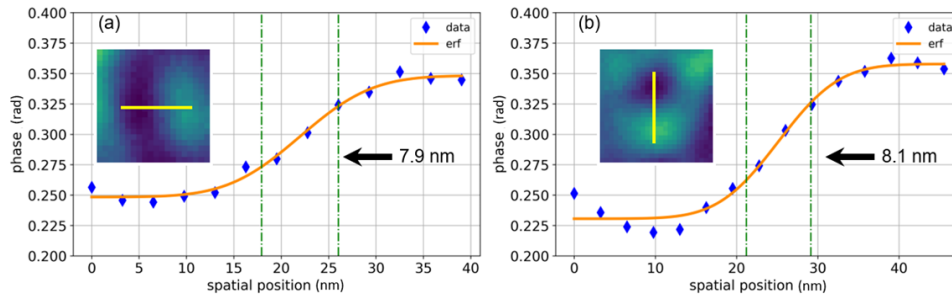 (a)
data
erf
0.400
0.375
0.350
0.325
0.300
0.275
0.250
0.225
0.200
phase (rad)
7.9 nm
0 5 10 15 20 25 30 35 40
spatial position (nm)
(b)
data
erf
0.400
0.375
0.350
0.325
0.300
0.275
0.250
0.225
0.200
phase (rad)
8.1 nm
0 10 20 30 40
spatial position (nm)